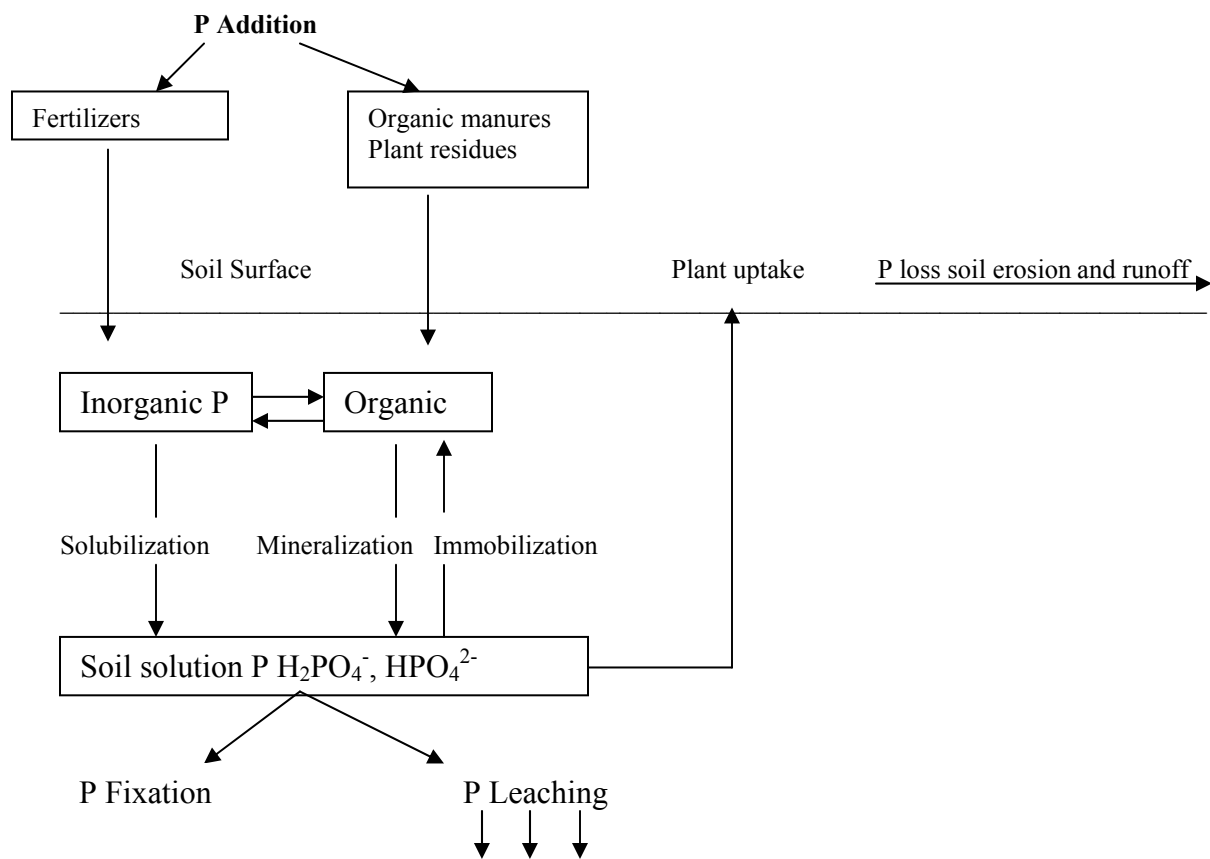 P Addition
Fertilizers
Organic manures
Plant residues
Soil Surface
Plant uptake
P loss soil erosion and runoff
Inorganic P
Organic
Solubilization
Mineralization
Immobilization
Soil solution P H₂PO₄⁻, HPO₄²⁻
P Fixation
P Leaching